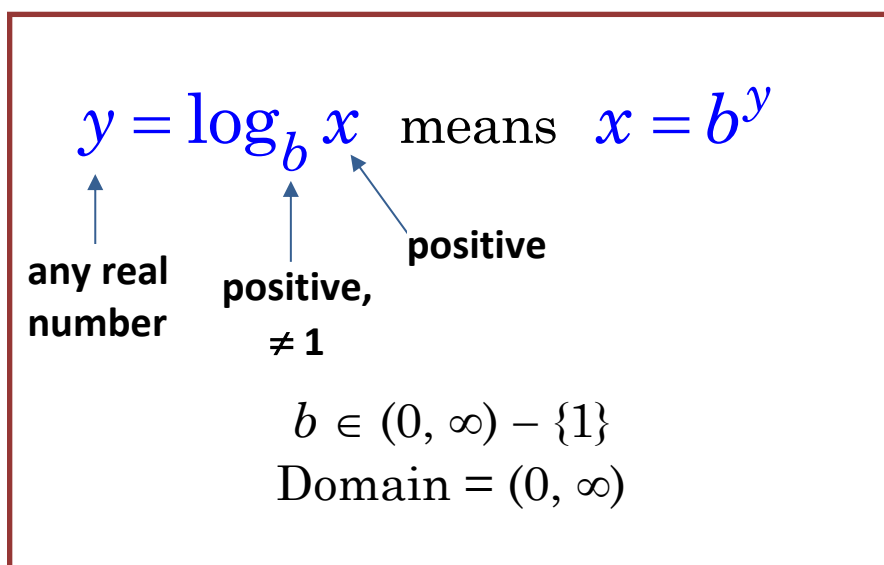 y = log_b x means x = b^y
positive
any real
number
positive,
≠ 1
b ∈ (0, ∞) – {1}
Domain = (0, ∞)